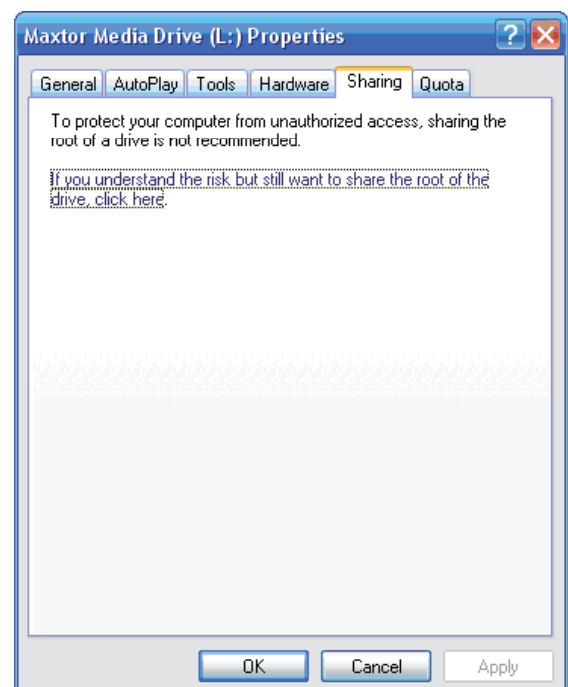 Maxtor Media Drive (L:) Properties
?
General AutoPlay Tools Hardware Sharing Quota
To protect your computer from unauthorized access, sharing the
root of a drive is not recommended.
If you understand the risk but still want to share the root of the
drive, click here.
OK Cancel Apply